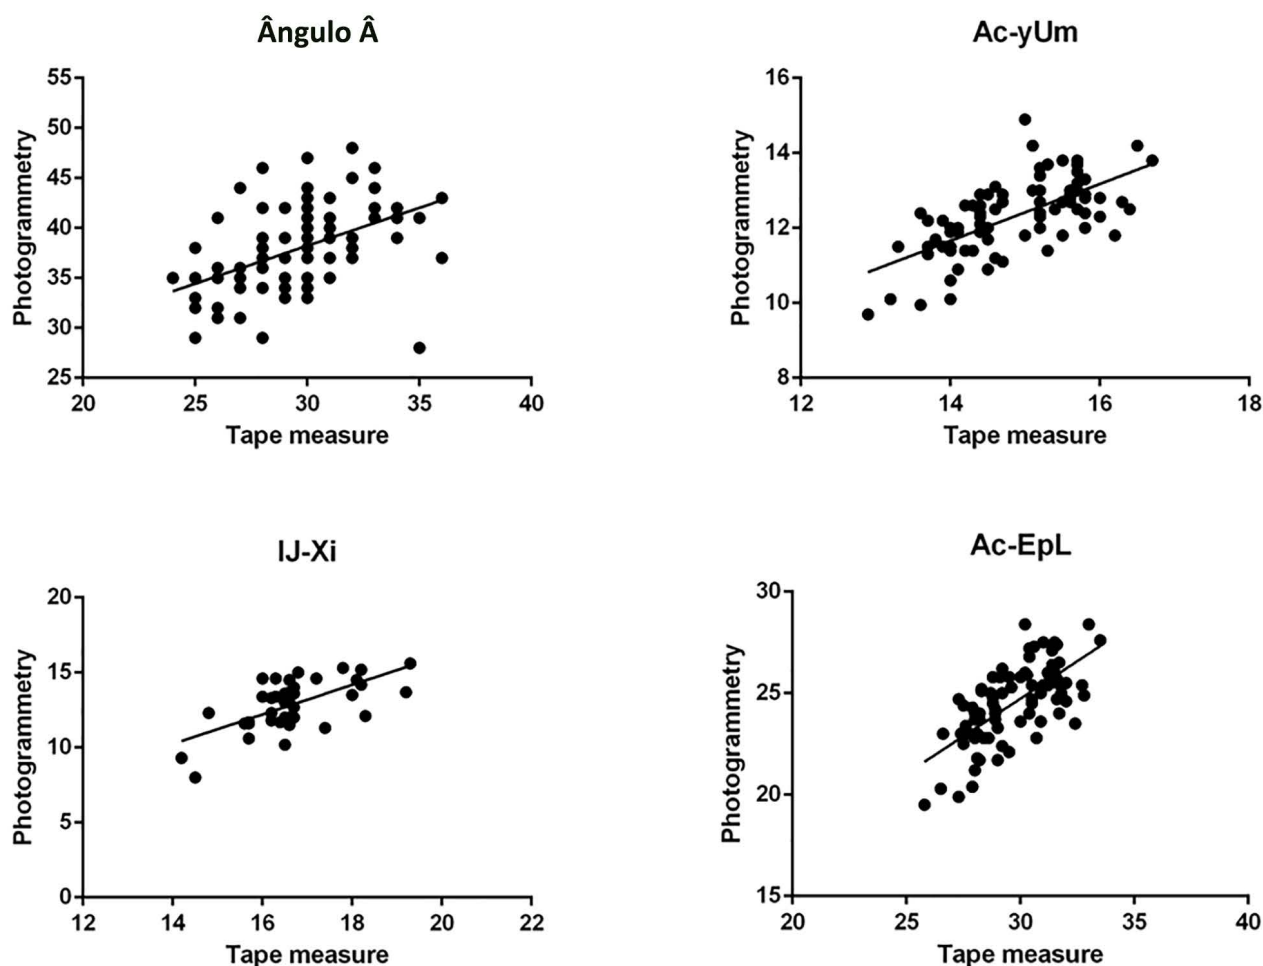 Ângulo Â
55
50
45
40
35
30
25
Photogrammetry
20 25 30 35 40
Tape measure
Ac-yUm
16
14
12
10
8
Photogrammetry
12 14 16 18
Tape measure
IJ-Xi
20
15
10
5
0
Photogrammetry
12 14 16 18 20 22
Tape measure
Ac-EpL
30
25
20
15
Photogrammetry
20 25 30 35 40
Tape measure